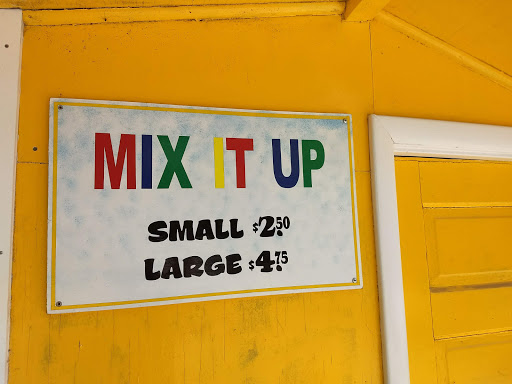 MIX IT UP
SMALL $2.50
LARGE $4.75